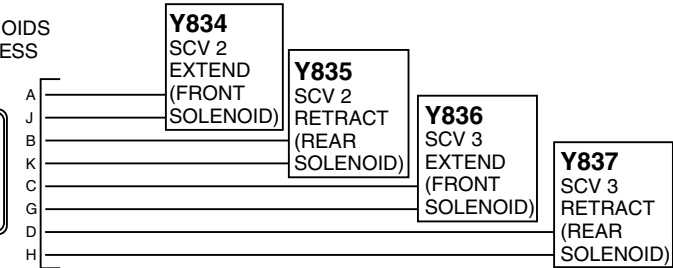 OIDS
ESS
Y834
SCV 2
EXTEND
(FRONT
SOLENOID)
Y835
SCV 2
RETRACT
(REAR
SOLENOID)
Y836
SCV 3
EXTEND
(FRONT
SOLENOID)
Y837
SCV 3
RETRACT
(REAR
SOLENOID)
A
J
B
K
C
G
D
H